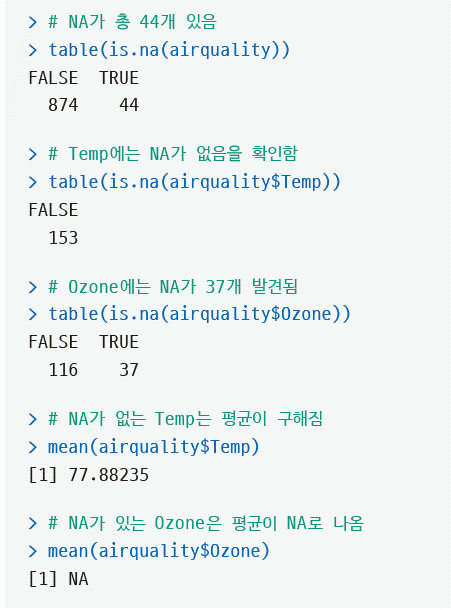 > # NA가 총 44개 있음
> table(is.na(airquality))
FALSE  TRUE
  874    44
> # Temp에는 NA가 없음을 확인함
> table(is.na(airquality$Temp))
FALSE
  153
> # Ozone에는 NA가 37개 발견됨
> table(is.na(airquality$Ozone))
FALSE  TRUE
  116    37
> # NA가 없는 Temp는 평균이 구해짐
> mean(airquality$Temp)
[1] 77.88235
> # NA가 있는 Ozone은 평균이 NA로 나옴
> mean(airquality$Ozone)
[1] NA